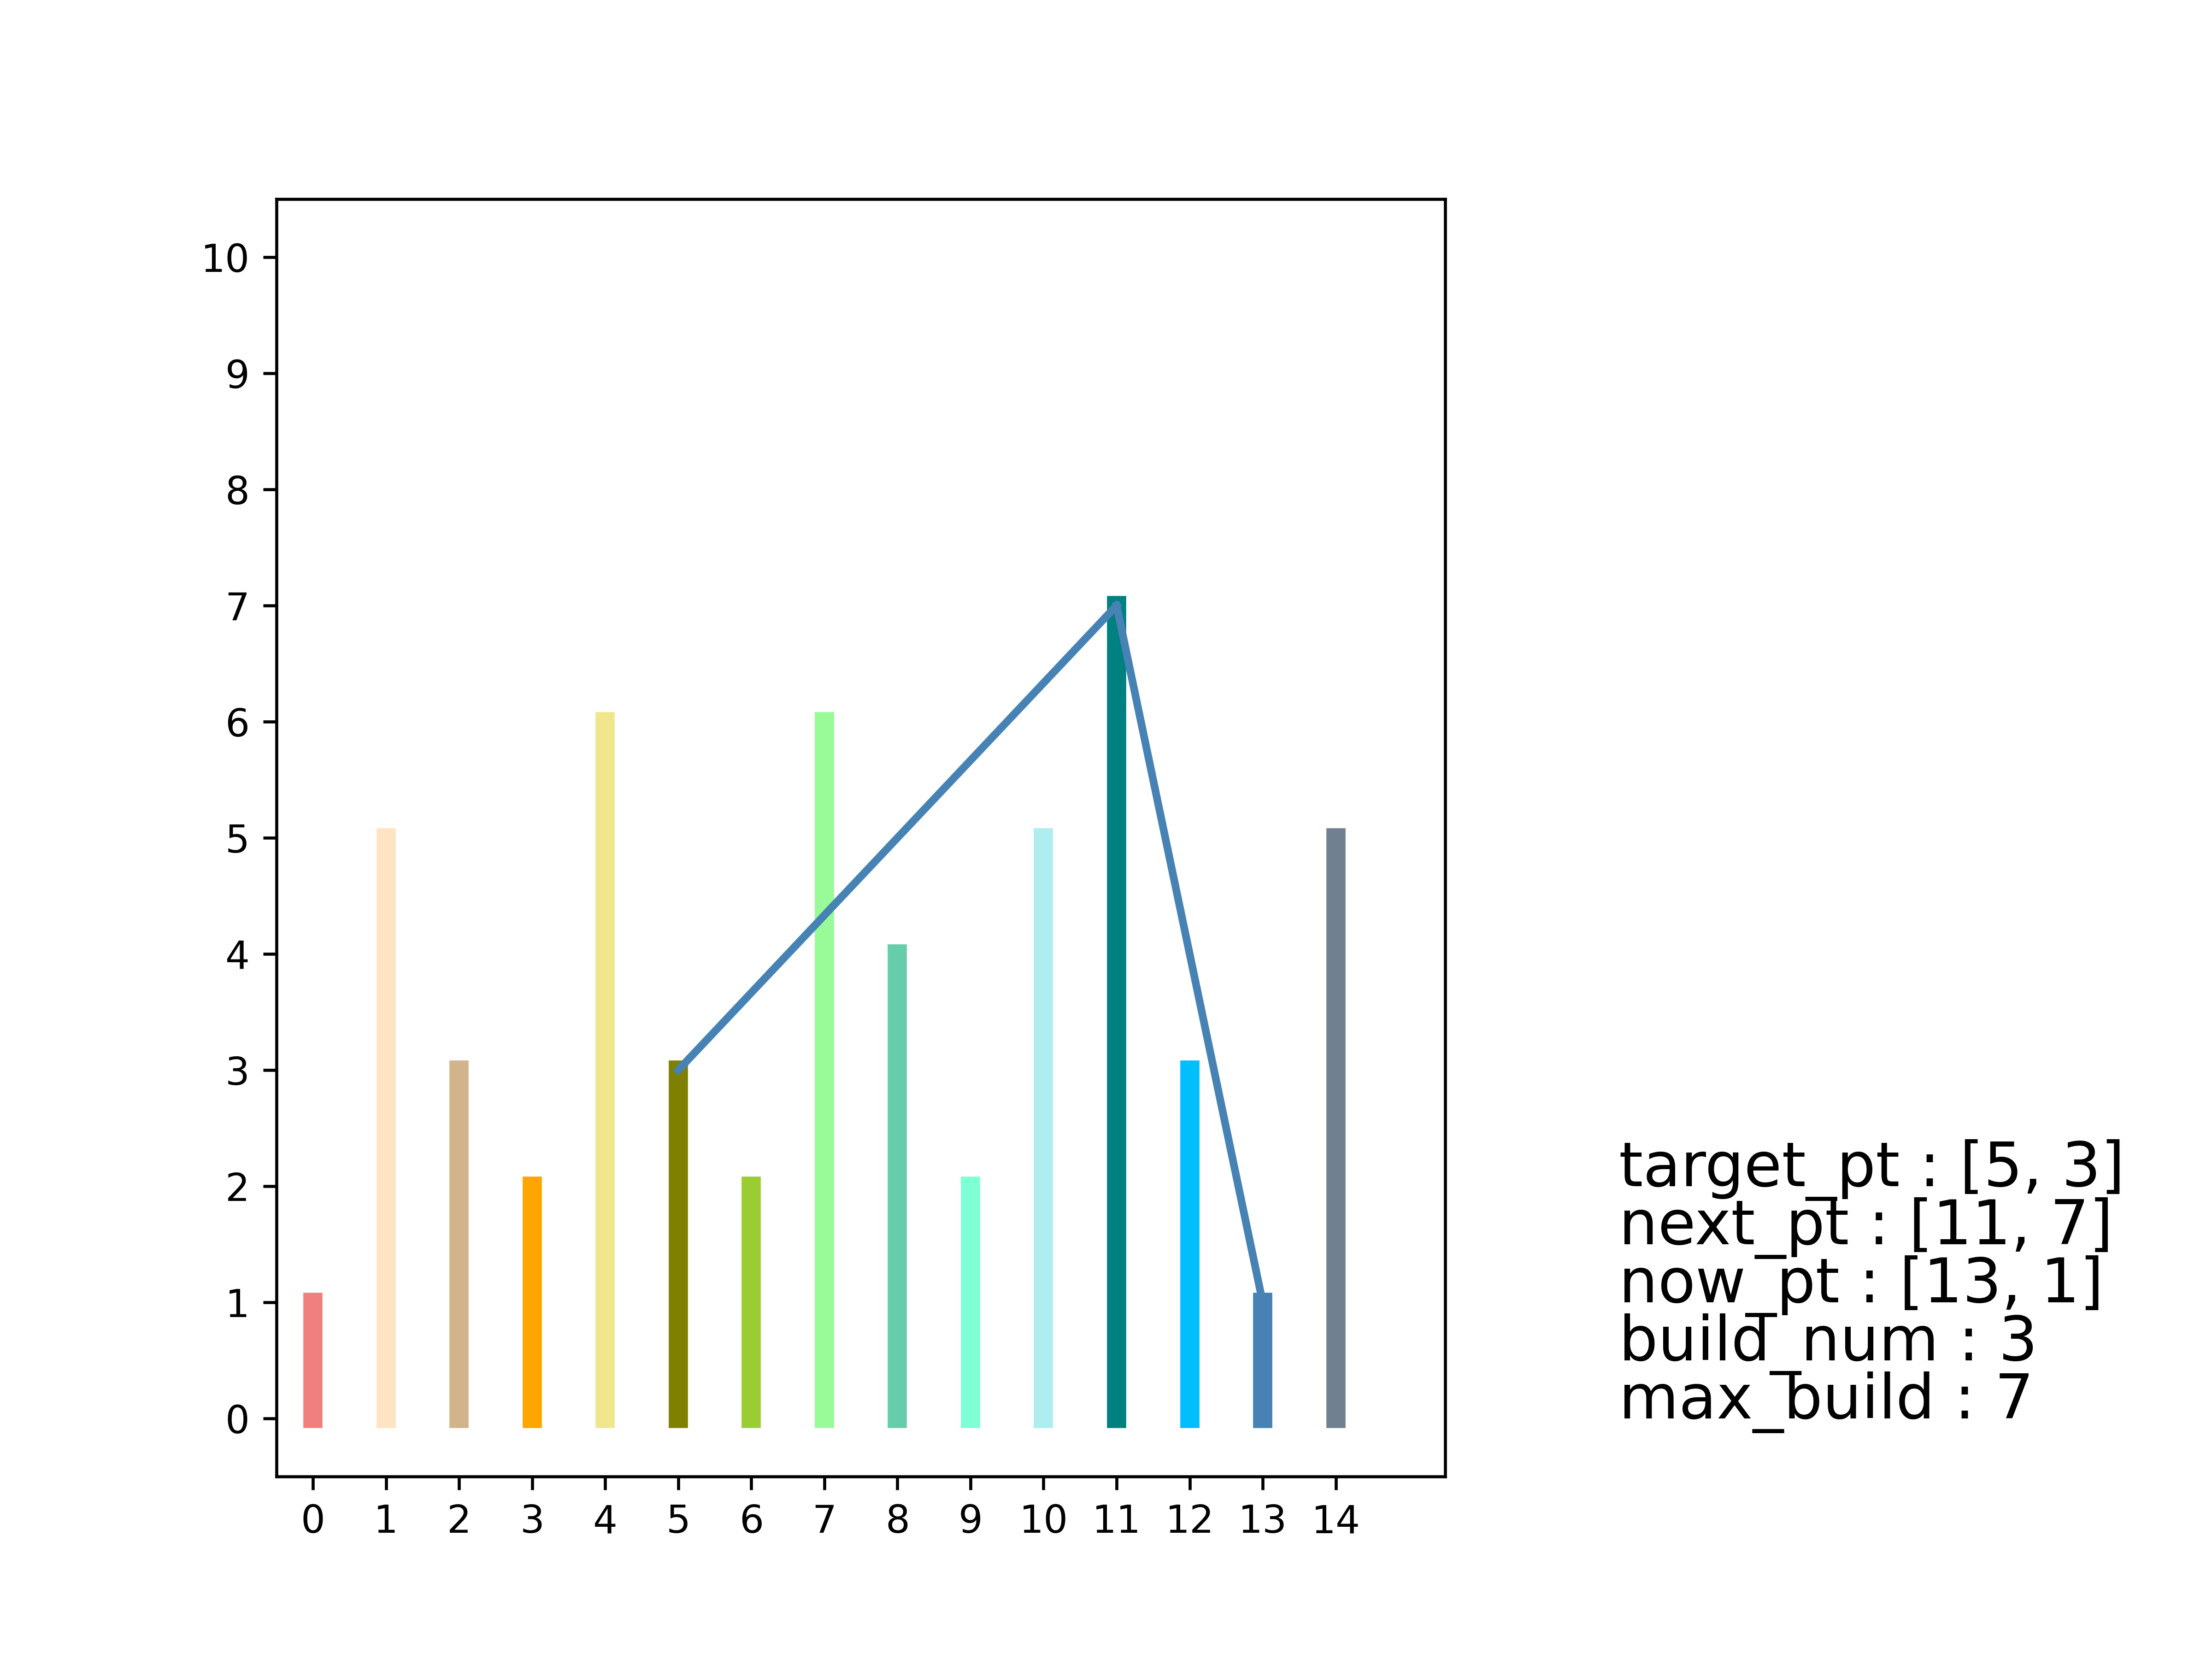 10
9
8
7
6
5
4
3
2
1
0
0 1 2 3 4 5 6 7 8 9 10 11 12 13 14
target_pt : [5, 3]
next_pt : [11, 7]
now_pt : [13, 1]
build_num : 3
max_build : 7